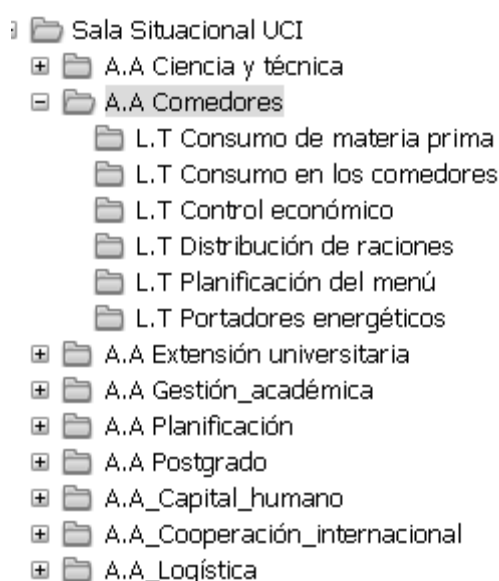 Sala Situacional UCI
A.A Ciencia y técnica
A.A Comedores
L.T Consumo de materia prima
L.T Consumo en los comedores
L.T Control económico
L.T Distribución de raciones
L.T Planificación del menú
L.T Portadores energéticos
A.A Extensión universitaria
A.A Gestión_académica
A.A Planificación
A.A Postgrado
A.A_Capital_humano
A.A_Cooperación_internacional
A.A_Logística